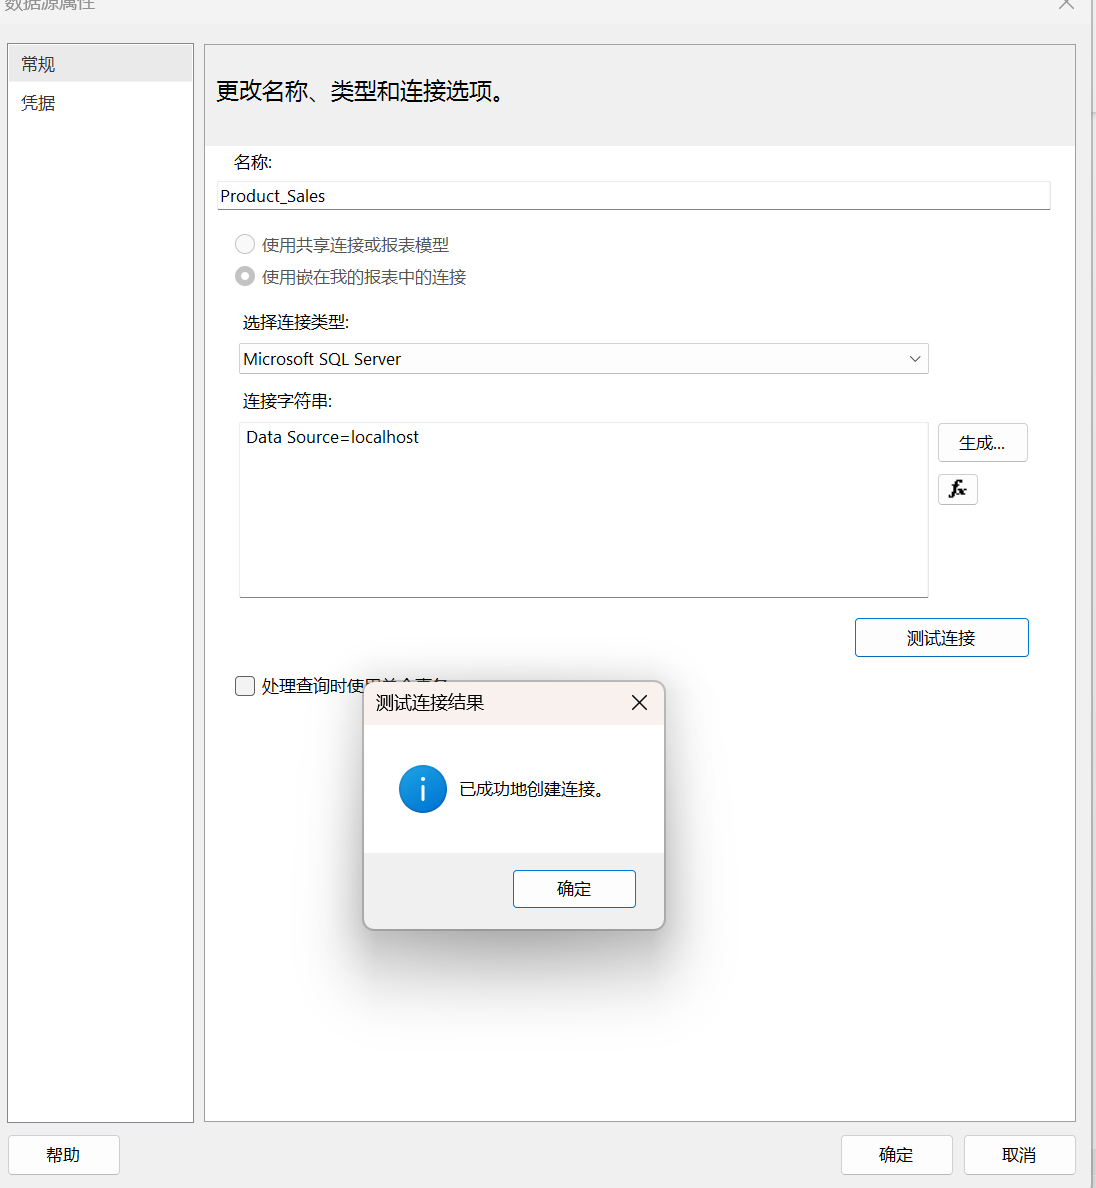 数据源属性
常规
凭据
更改名称、类型和连接选项。
名称:
Product_Sales
使用共享连接或报表模型
使用嵌在我的报表中的连接
选择连接类型:
Microsoft SQL Server
连接字符串:
Data Source=localhost
生成...
fx
测试连接
处理查询时使
测试连接结果
i
已成功地创建连接。
确定
帮助
确定
取消